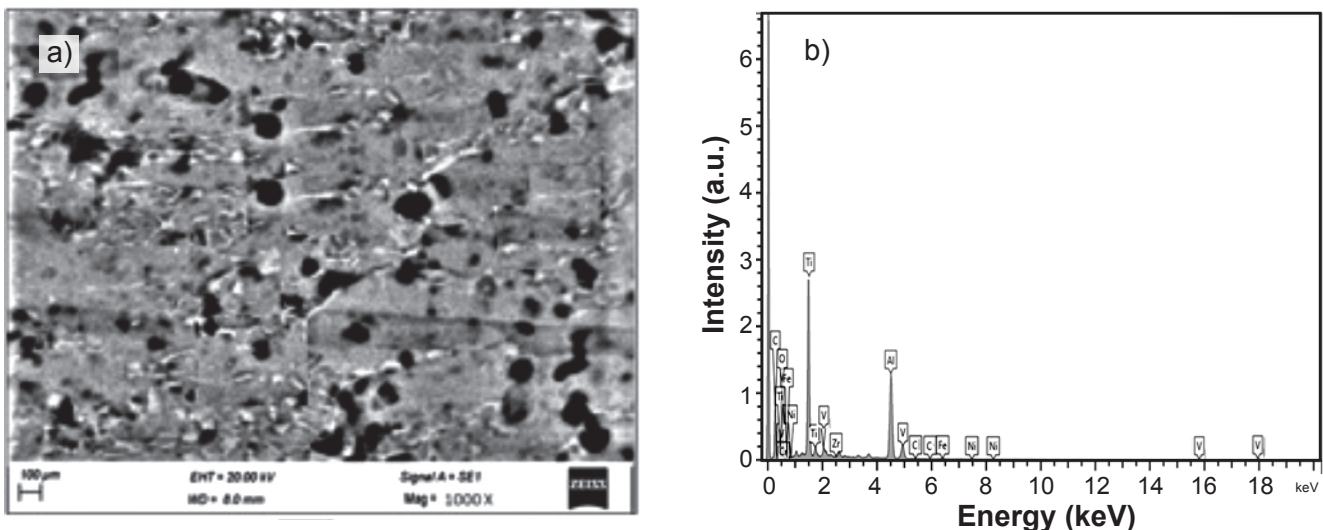 a)
100 μm
EHT = 20.00 kV
Signal A = SE1
WD = 8.0 mm
Mag = 1000 X
ZEISS
b)
Intensity (a.u.)
6
5
4
3
2
1
0
Ti
C
O
Fe
Ti
Ni
Ti
V
Zr
Al
V
C
C
Fe
Ni
Ni
V
V
0 2 4 6 8 10 12 14 16 18 keV
Energy (keV)